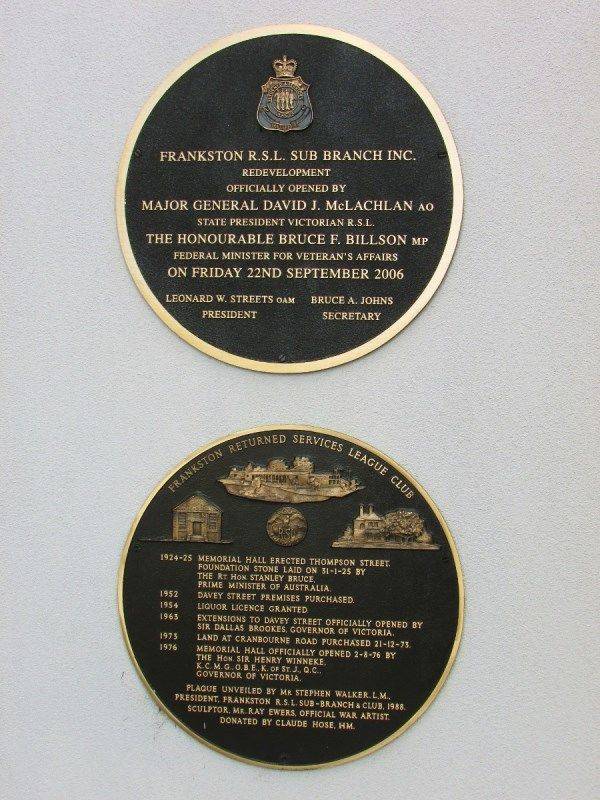 FRANKSTON R.S.L. SUB BRANCH INC.
REDEVELOPMENT
OFFICIALLY OPENED BY
MAJOR GENERAL DAVID J. McLACHLAN AO
STATE PRESIDENT VICTORIAN R.S.L.
THE HONOURABLE BRUCE F. BILLSON MP
FEDERAL MINISTER FOR VETERAN'S AFFAIRS
ON FRIDAY 22ND SEPTEMBER 2006
LEONARD W. STREETS OAM BRUCE A. JOHNS
PRESIDENT SECRETARY
FRANKSTON RETURNED SERVICES LEAGUE CLUB
1924-25 MEMORIAL HALL ERECTED THOMPSON STREET.
FOUNDATION STONE LAID ON 31-1-25 BY
THE RT. HON. STANLEY BRUCE,
PRIME MINISTER OF AUSTRALIA.
1952 DAVEY STREET PREMISES PURCHASED.
1954 LIQUOR LICENCE GRANTED
1963 EXTENSIONS TO DAVEY STREET OFFICIALLY OPENED BY
SIR DALLAS BROOKES, GOVERNOR OF VICTORIA.
1973 LAND AT CRANBOURNE ROAD PURCHASED 21-12-73.
1976 MEMORIAL HALL OFFICIALLY OPENED 2-8-76 BY
THE HON. SIR HENRY WINNEKE,
K.C.M.G., O.B.E., K. OF ST. J., Q.C.,
GOVERNOR OF VICTORIA.
PLAQUE UNVEILED BY MR. STEPHEN WALKER, L.M.,
PRESIDENT, FRANKSTON R.S.L. SUB-BRANCH & CLUB, 1988.
SCULPTOR, MR. RAY EWERS, OFFICIAL WAR ARTIST.
DONATED BY CLAUDE HOSE, HM.